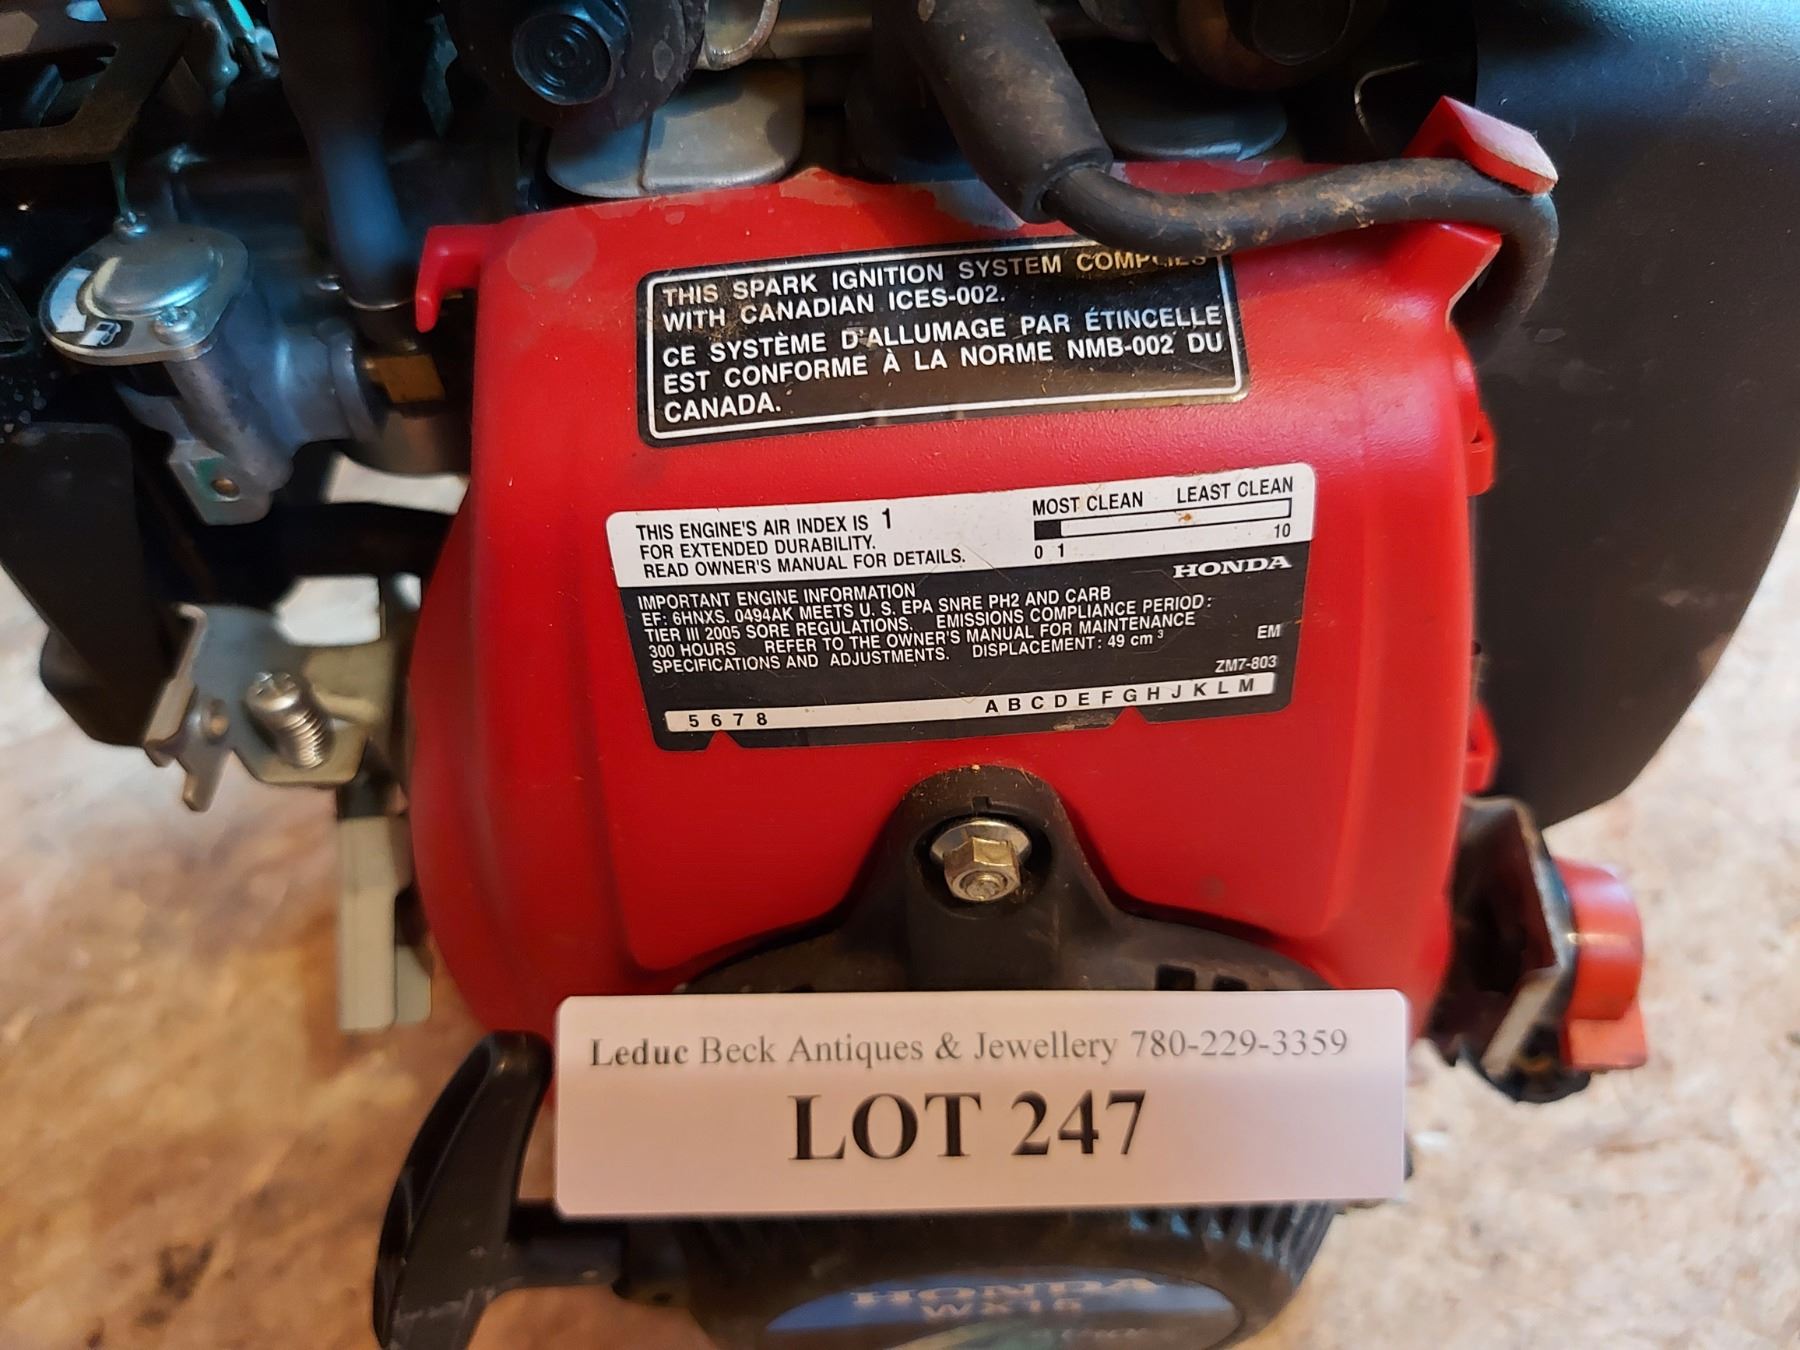 THIS SPARK IGNITION SYSTEM COMPLIES
WITH CANADIAN ICES-002.
CE SYSTÈME D'ALLUMAGE PAR ÉTINCELLE
EST CONFORME À LA NORME NMB-002 DU
CANADA.
THIS ENGINE'S AIR INDEX IS 1
FOR EXTENDED DURABILITY.
READ OWNER'S MANUAL FOR DETAILS.
MOST CLEAN LEAST CLEAN
0 1 10
HONDA
IMPORTANT ENGINE INFORMATION
EF: 6HNXS. 0494AK MEETS U. S. EPA SNRE PH2 AND CARB
TIER III 2005 SORE REGULATIONS. EMISSIONS COMPLIANCE PERIOD:
300 HOURS REFER TO THE OWNER'S MANUAL FOR MAINTENANCE
SPECIFICATIONS AND ADJUSTMENTS. DISPLACEMENT: 49 cm³
EM
ZM7-803
5 6 7 8 A B C D E F G H J K L M
Leduc Beck Antiques & Jewellery 780-229-3359
LOT 247
HONDA
WX15